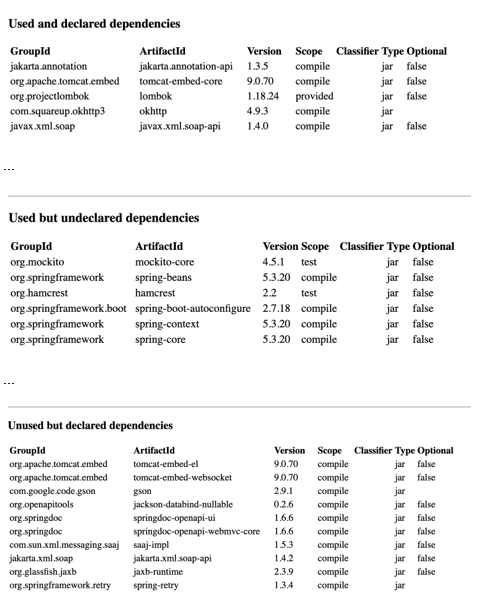 Used and declared dependencies
GroupId ArtifactId Version Scope Classifier Type Optional
jakarta.annotation jakarta.annotation-api 1.3.5 compile jar false
org.apache.tomcat.embed tomcat-embed-core 9.0.70 compile jar false
org.projectlombok lombok 1.18.24 provided jar false
com.squareup.okhttp3 okhttp 4.9.3 compile jar
javax.xml.soap javax.xml.soap-api 1.4.0 compile jar false
...
Used but undeclared dependencies
GroupId ArtifactId Version Scope Classifier Type Optional
org.mockito mockito-core 4.5.1 test jar false
org.springframework spring-beans 5.3.20 compile jar false
org.hamcrest hamcrest 2.2 test jar false
org.springframework.boot spring-boot-autoconfigure 2.7.18 compile jar false
org.springframework spring-context 5.3.20 compile jar false
org.springframework spring-core 5.3.20 compile jar false
...
Unused but declared dependencies
GroupId ArtifactId Version Scope Classifier Type Optional
org.apache.tomcat.embed tomcat-embed-el 9.0.70 compile jar false
org.apache.tomcat.embed tomcat-embed-websocket 9.0.70 compile jar false
com.google.code.gson gson 2.9.1 compile jar
org.openapitools jackson-databind-nullable 0.2.6 compile jar false
org.springdoc springdoc-openapi-ui 1.6.6 compile jar false
org.springdoc springdoc-openapi-webmvc-core 1.6.6 compile jar false
com.sun.xml.messaging.saaj saaj-impl 1.5.3 compile jar false
jakarta.xml.soap jakarta.xml.soap-api 1.4.2 compile jar false
org.glassfish.jaxb jaxb-runtime 2.3.9 compile jar false
org.springframework.retry spring-retry 1.3.4 compile jar